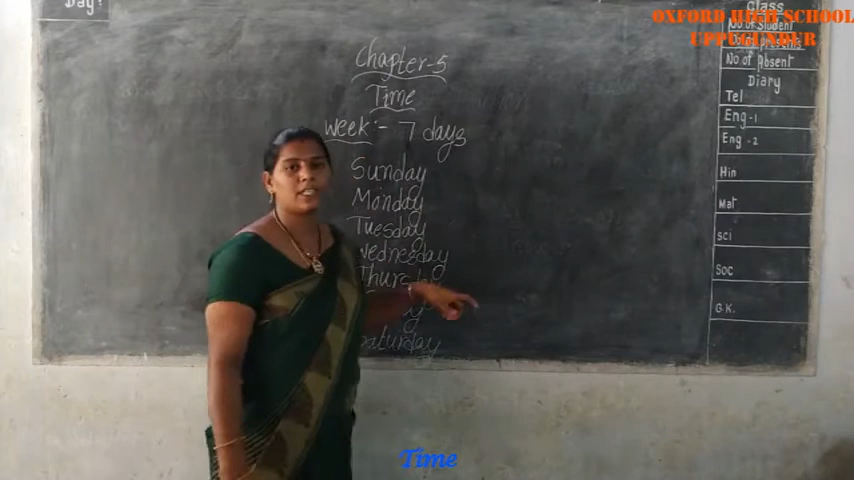 Day:
Class
OXFORD HIGH SCHOOL
No of Student
UPPUGUNDUR
No of Absent
Diary
Tel
Eng-1
Eng-2
Hin
Mat
Sci
Soc
G.K.
Chapter-5
Time
Week:- 7 days
Sunday
Monday
Tuesday
Wednesday
Saturday
Time